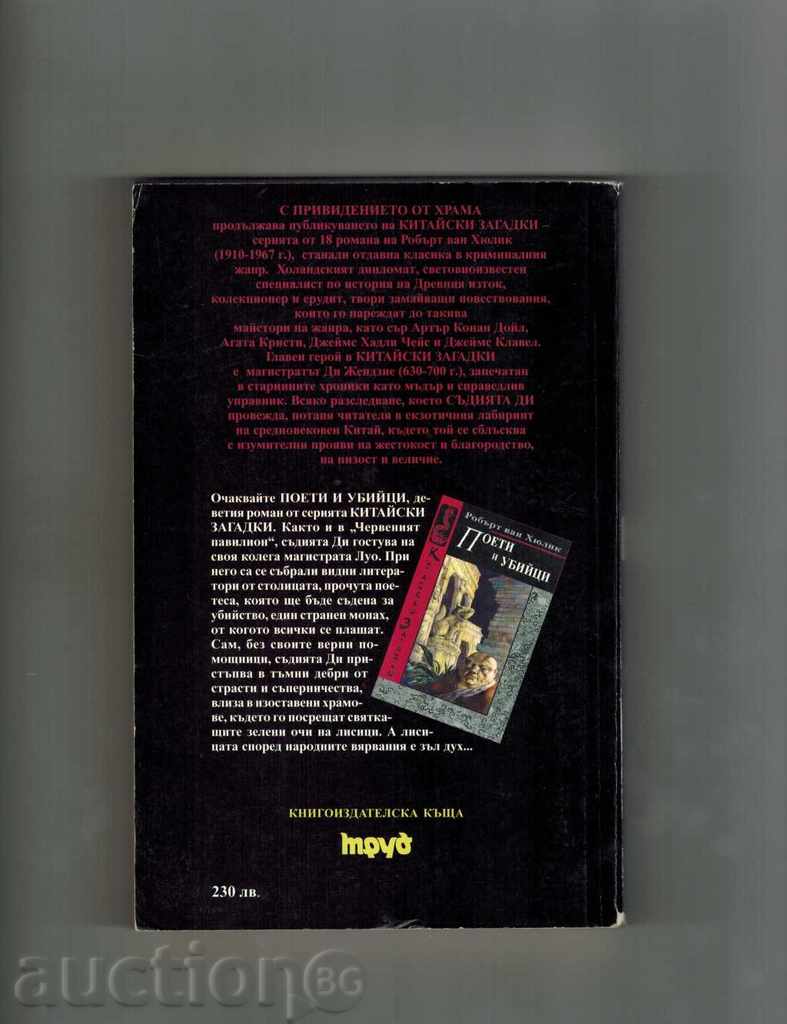 С ПРИВИДЕНИЕТО ОТ ХРАМА
продължава публикуването на КИТАЙСКИ ЗАГАДКИ –
серията от 18 романа на Робърт ван Хюлик
(1910-1967 г.), станали отдавна класика в криминалния
жанр. Холандският дипломат, световноизвестен
специалист по история на Древния изток,
колекционер и ерудит, твори замайващи повествования,
които го нареждат до такива
майстори на жанра, като сър Артър Конан Дойл,
Агата Кристи, Джеймс Хадли Чейс и Джеймс Клавел.
Главен герой в КИТАЙСКИ ЗАГАДКИ
е магистратът Ди Жендзие (630-700 г.), запечатан
в старинните хроники като мъдър и справедлив
управник. Всяко разследване, което СЪДИЯТА ДИ
провежда, потапя читателя в екзотичния лабиринт
на средновековен Китай, където той се сблъсква
с изумителни прояви на жестокост и благородство,
на низост и величие.
Очаквайте ПОЕТИ И УБИЙЦИ, де-
ветия роман от серията КИТАЙСКИ
ЗАГАДКИ. Както и в „Червеният
павилион“, съдията Ди гостува на
своя колега магистрата Луо. При
него са се събрали видни литера-
тори от столицата, прочута пое-
теса, която ще бъде съдена за
убийство, един странен монах,
от когото всички се плашат.
Сам, без своите верни по-
мощници, съдията Ди при-
стъпва в тъмни дебри от
страсти и съперничества,
влиза в изоставени храмо-
ве, където го посрещат святка-
щите зелени очи на лисици. А лиси-
цата според народните вярвания е зъл дух...
Робърт ван Хюлик
ПОЕТИ
И УБИЙЦИ
Китайски Загадки
КНИГОИЗДАТЕЛСКА КЪЩА
труд
230 лв.
auction BG